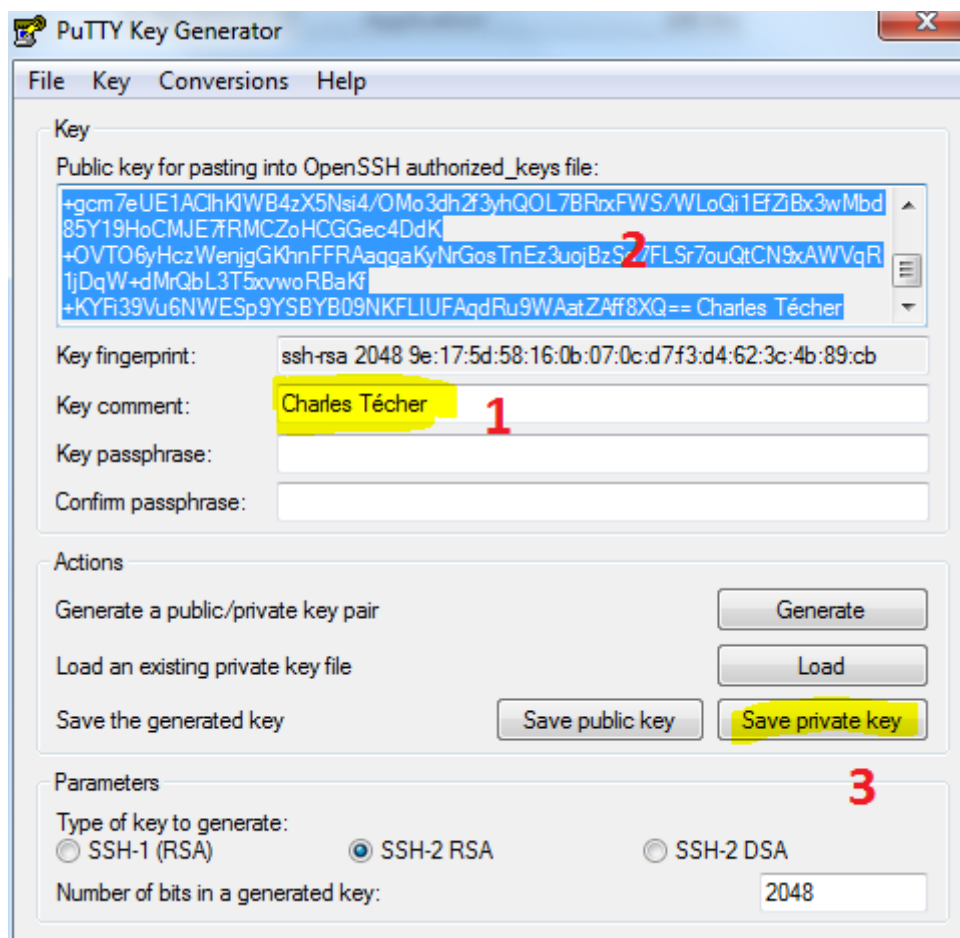 PuTTY Key Generator
File Key Conversions Help
Key
Public key for pasting into OpenSSH authorized_keys file:
85Y19HoCMJE7fRMCZoHCGGec4DdK
1jDqW+dMrQbL3T5xvwoRBaKf
+KYFi39Vu6NWESp9YSBYB09NKFLIUFAqdRu9WAatZAff8XQ== Charles Técher
2
Key fingerprint: ssh-rsa 2048 9e:17:5d:58:16:0b:07:0c:d7:f3:d4:62:3c:4b:89:cb
Key comment: Charles Técher 1
Key passphrase:
Confirm passphrase:
Actions
Generate a public/private key pair Generate
Load an existing private key file Load
Save the generated key Save public key Save private key
3
Parameters
Type of key to generate:
SSH-1 (RSA) SSH-2 RSA SSH-2 DSA
Number of bits in a generated key: 2048